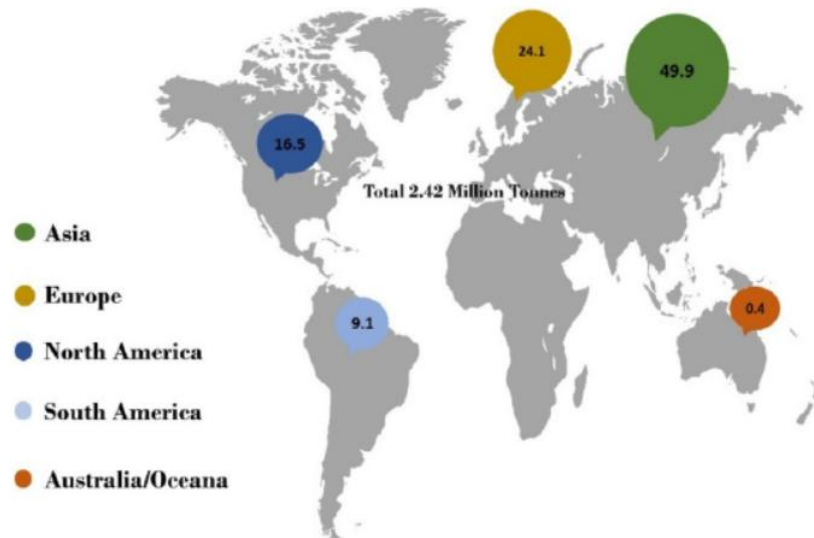 24.1
49.9
16.5
Total 2.42 Million Tonnes
Asia
Europe
0.4
9.1
North America
South America
Australia/Oceana